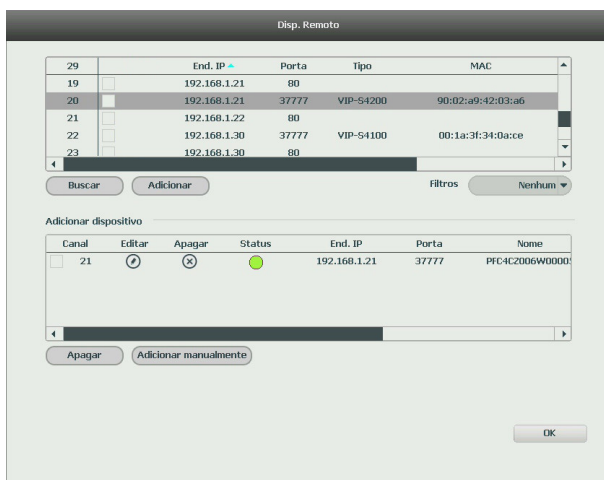 Disp. Remoto
29 End. IP Porta Tipo MAC
19 192.168.1.21 80
20 192.168.1.21 37777 VIP-S4200 90:02:a9:42:03:a6
21 192.168.1.22 80
22 192.168.1.30 37777 VIP-S4100 00:1a:3f:34:0a:ce
23 192.168.1.30 80
Buscar Adicionar Filtros Nenhum
Adicionar dispositivo
Canal Editar Apagar Status End. IP Porta Nome
21 192.168.1.21 37777 PFC4CZ006W0000
Apagar Adicionar manualmente
OK